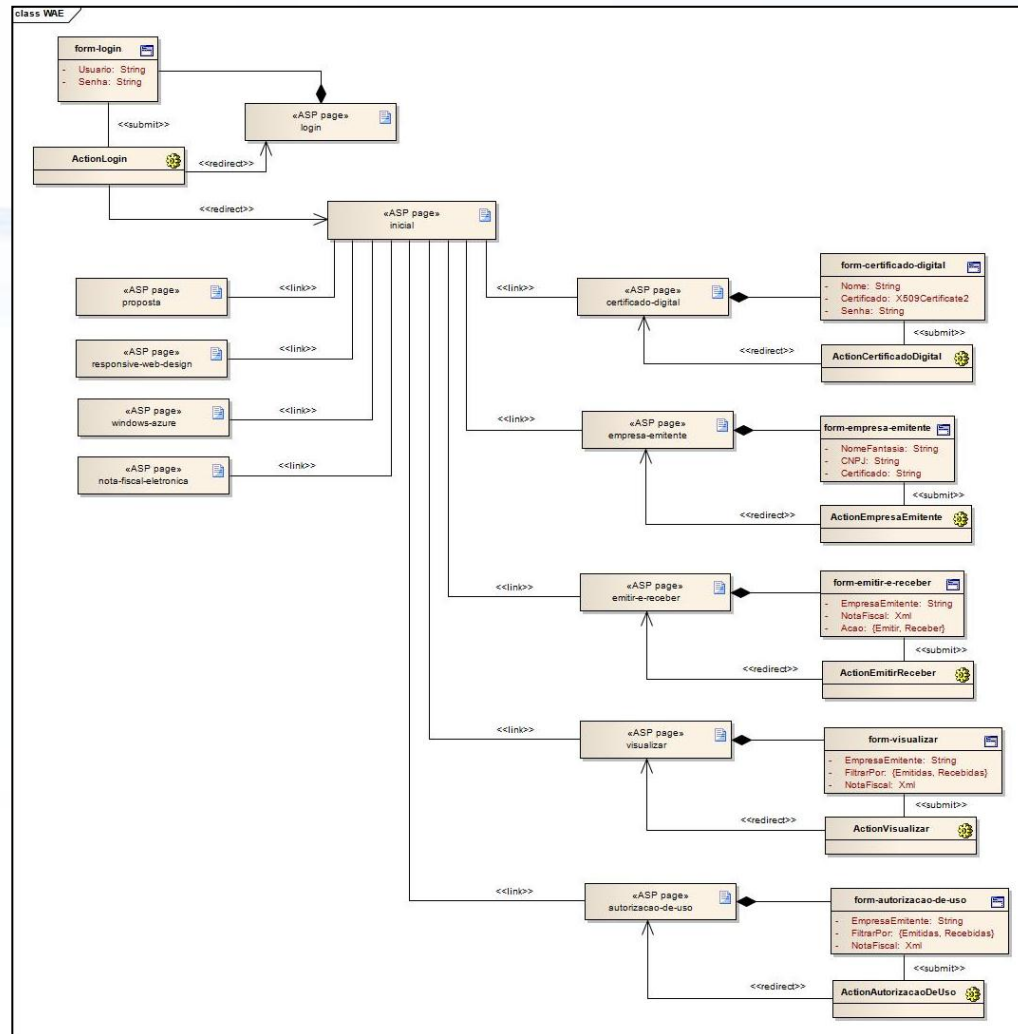 class WAE
form-login
- Usuario: String
- Senha: String
<<submit>>
ActionLogin
«ASP page»
login
<<redirect>>
<<redirect>>
«ASP page»
inicial
«ASP page»
proposta
<<link>>
«ASP page»
responsive-web-design
<<link>>
«ASP page»
windows-azure
<<link>>
«ASP page»
nota-fiscal-eletronica
<<link>>
<<link>>
«ASP page»
certificado-digital
form-certificado-digital
- Nome: String
- Certificado: X509Certificate2
- Senha: String
<<submit>>
<<redirect>>
ActionCertificadoDigital
<<link>>
«ASP page»
empresa-emitente
form-empresa-emitente
- NomeFantasia: String
- CNPJ: String
- Certificado: String
<<submit>>
<<redirect>>
ActionEmpresaEmitente
<<link>>
«ASP page»
emitir-e-receber
form-emitir-e-receber
- EmpresaEmitente: String
- NotaFiscal: Xml
- Acao: {Emitir, Receber}
<<submit>>
<<redirect>>
ActionEmitirReceber
<<link>>
«ASP page»
visualizar
form-visualizar
- EmpresaEmitente: String
- FiltrarPor: {Emitidas, Recebidas}
- NotaFiscal: Xml
<<submit>>
<<redirect>>
ActionVisualizar
<<link>>
«ASP page»
autorizacao-de-uso
form-autorizacao-de-uso
- EmpresaEmitente: String
- FiltrarPor: {Emitidas, Recebidas}
- NotaFiscal: Xml
<<submit>>
<<redirect>>
ActionAutorizacaoDeUso